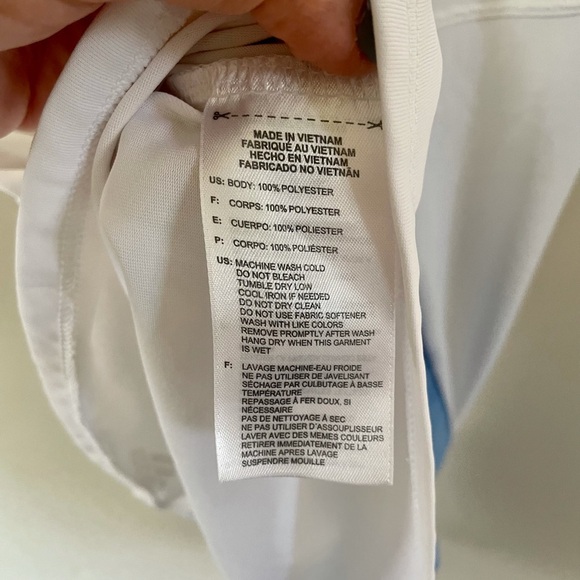 MADE IN VIETNAM
FABRIQUÉ AU VIETNAM
HECHO EN VIETNAM
FABRICADO NO VIETNÃN
US: BODY: 100% POLYESTER
F: CORPS: 100% POLYESTER
E: CUERPO: 100% POLYESTER
P: CORPO: 100% POLIÉSTER
US: MACHINE WASH COLD
DO NOT BLEACH
TUMBLE DRY LOW
COOL IRON IF NEEDED
DO NOT DRY CLEAN
DO NOT USE FABRIC SOFTENER
WASH WITH LIKE COLORS
REMOVE PROMPTLY AFTER WASH
HANG DRY WHEN THIS GARMENT
IS WET
F: LAVAGE MACHINE-EAU FROIDE
NE PAS UTILISER DE JAVELISANT
SÉCHAGE PAR CULBUTAGE À BASSE
TEMPÉRATURE
REPASSAGE À FER DOUX, SI
NÉCESSAIRE
PAS DE NETTOYAGE À SEC
NE PAS UTILISER D'ASSOUPLISSEUR
LAVER AVEC DES MEMES COULEURS
RETIRER IMMEDIATEMENT DE LA
MACHINE APRÈS LAVAGE
SUSPENDRE MOUILLE